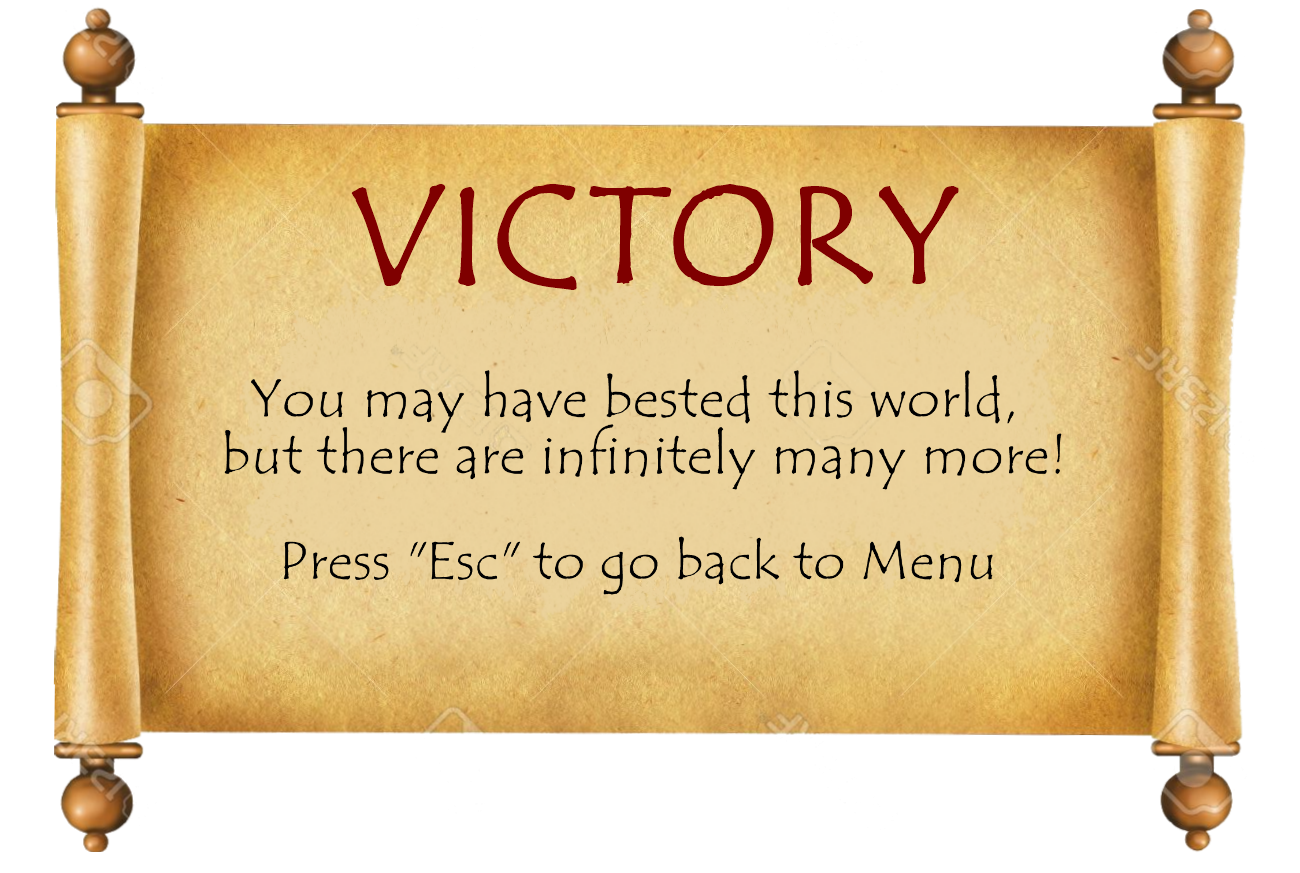 VICTORY
You may have bested this world,
but there are infinitely many more!
Press "Esc" to go back to Menu
123RF